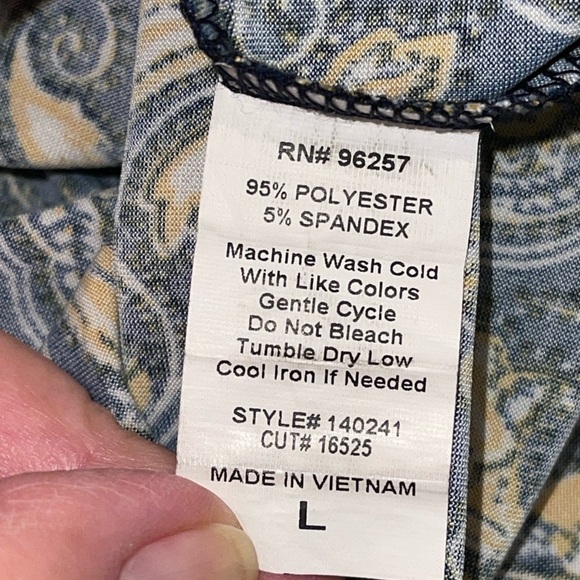 RN# 96257
95% POLYESTER
5% SPANDEX
Machine Wash Cold
With Like Colors
Gentle Cycle
Do Not Bleach
Tumble Dry Low
Cool Iron If Needed
STYLE# 140241
CUT# 16525
MADE IN VIETNAM
L